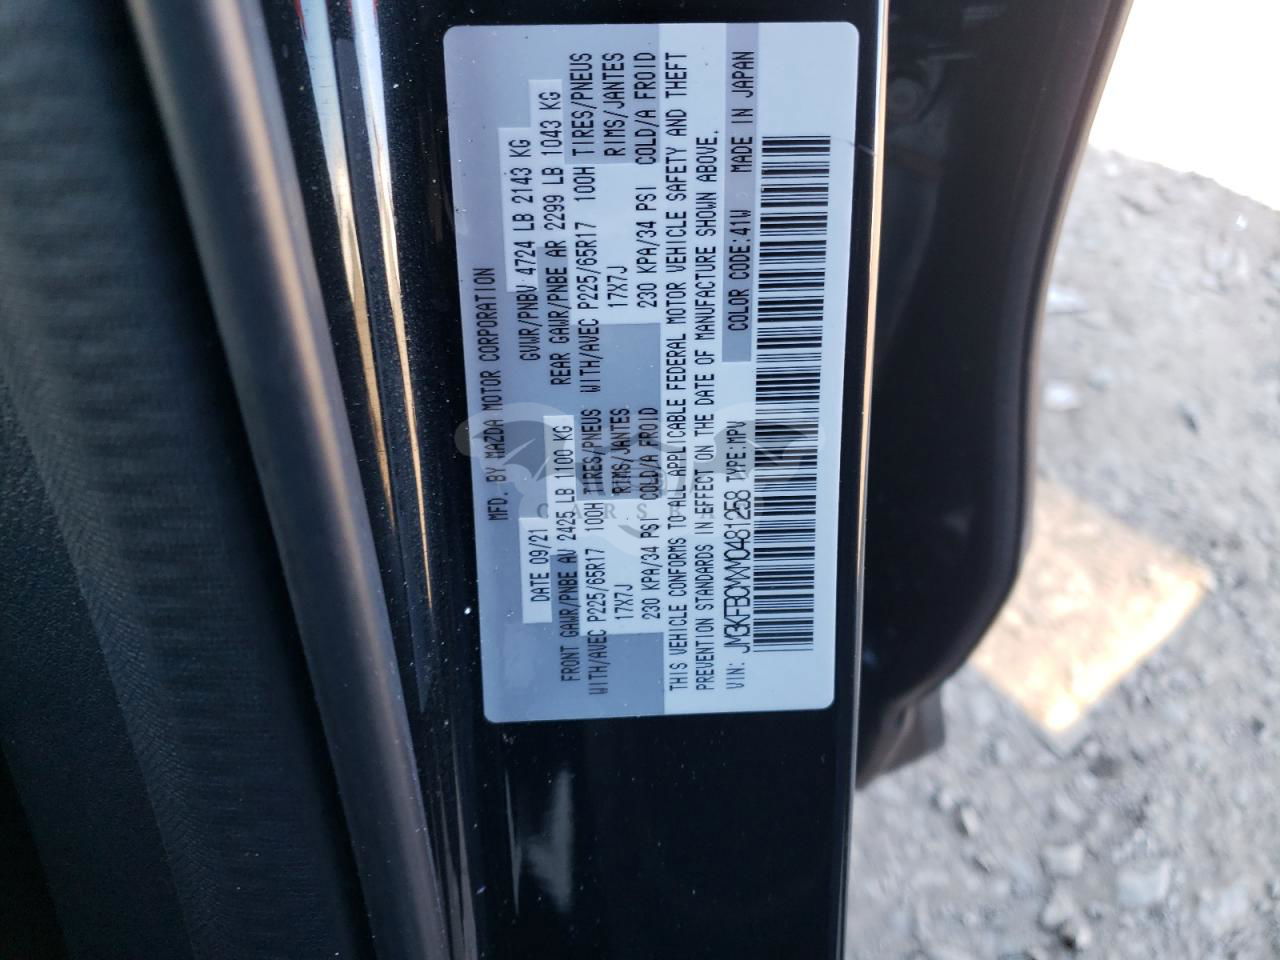 MFD. BY MAZDA MOTOR CORPORATION
DATE 09/21 GVWR/PNBV 4724 LB 2143 KG
FRONT GAWR/PNBE AV 2425 LB 1100 KG REAR GAWR/PNBE AR 2299 LB 1043 KG
WITH/AVEC P225/65R17 100H TIRES/PNEUS WITH/AVEC P225/65R17 100H TIRES/PNEUS
17X7J RIMS/JANTES 17X7J RIMS/JANTES
230 KPA/34 PSI COLD/A FROID 230 KPA/34 PSI COLD/A FROID
THIS VEHICLE CONFORMS TO ALL APPLICABLE FEDERAL MOTOR VEHICLE SAFETY AND THEFT
PREVENTION STANDARDS IN EFFECT ON THE DATE OF MANUFACTURE SHOWN ABOVE.
VIN: JM3KFBCMXM0481258 TYPE:MPV COLOR CODE:41W MADE IN JAPAN